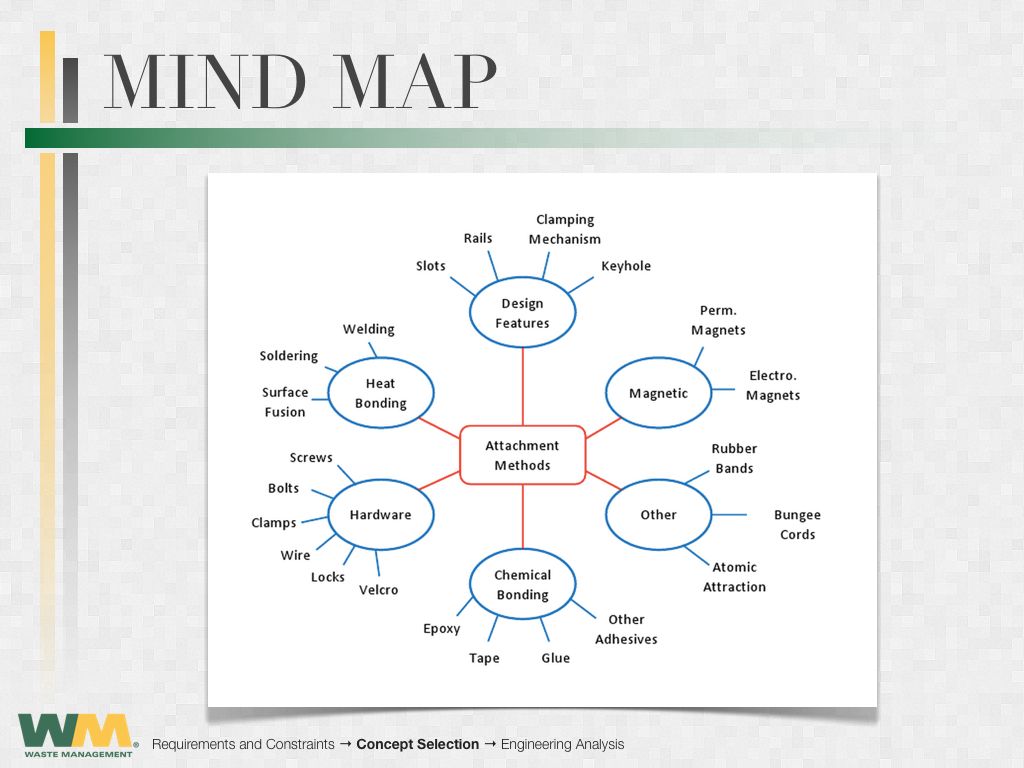 MIND MAP
Clamping
Mechanism
Rails
Slots
Keyhole
Design
Features
Perm.
Magnets
Welding
Soldering
Surface
Fusion
Heat
Bonding
Magnetic
Electro.
Magnets
Attachment
Methods
Screws
Bolts
Clamps
Wire
Locks
Velcro
Hardware
Rubber
Bands
Other
Bungee
Cords
Atomic
Attraction
Chemical
Bonding
Epoxy
Tape
Glue
Other
Adhesives
WM®
WASTE MANAGEMENT
Requirements and Constraints → Concept Selection → Engineering Analysis